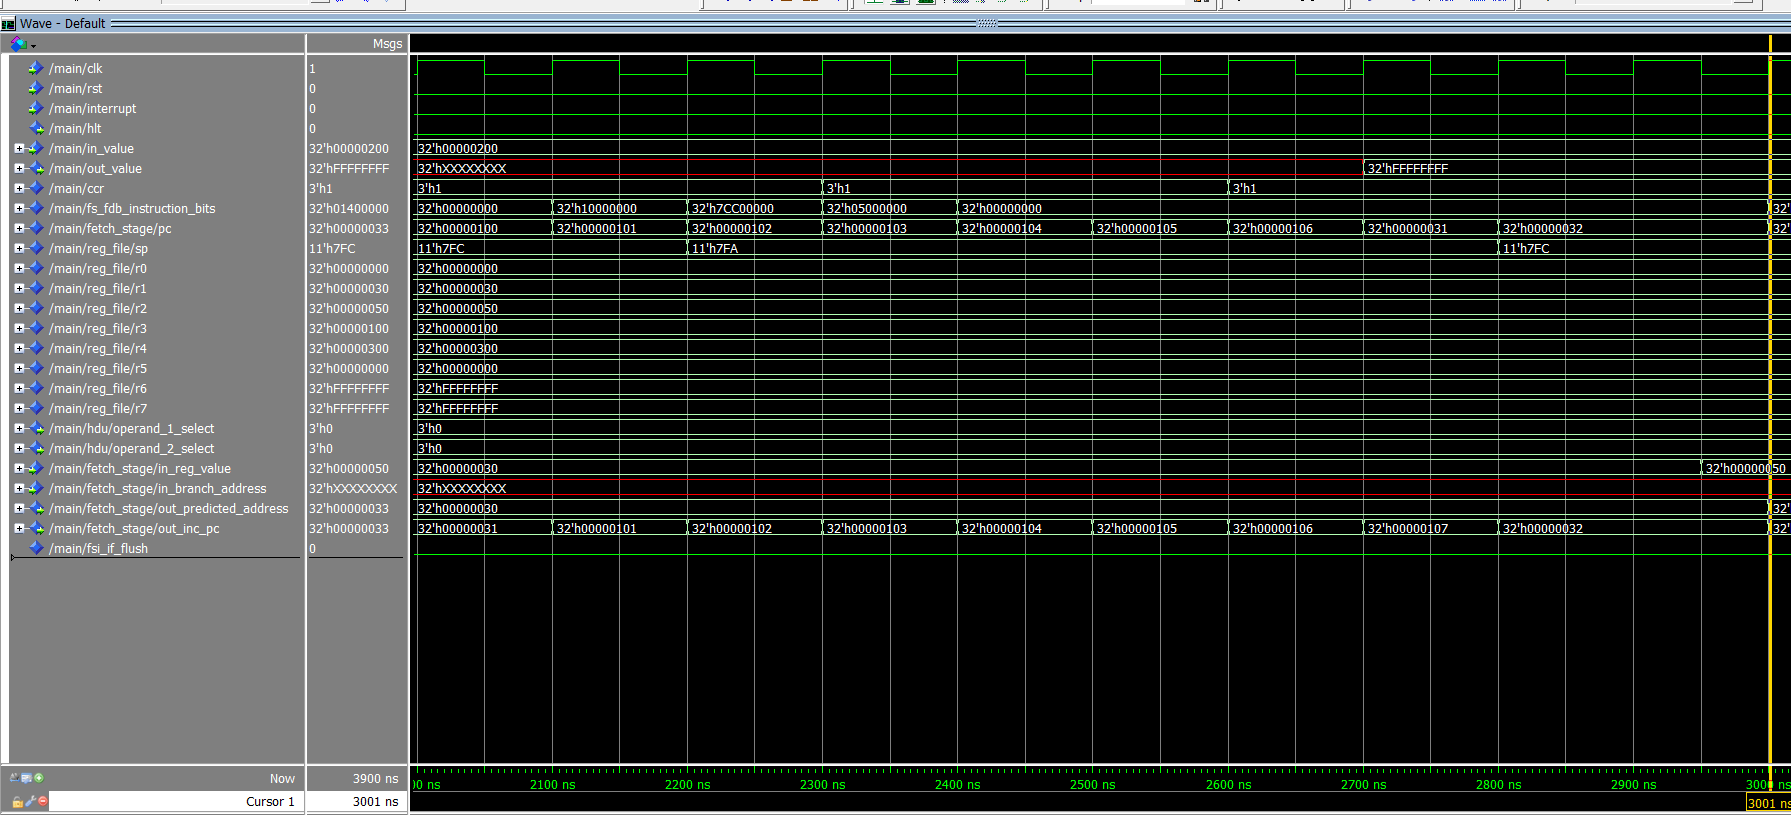 Wave - Default
Msgs
/main/clk 1
/main/rst 0
/main/interrupt 0
/main/hlt 0
/main/in_value 32'h00000200 32'h00000200
/main/out_value 32'hFFFFFFFF 32'hXXXXXXXX 32'hFFFFFFFF
/main/ccr 3'h1 3'h1 3'h1 3'h1
/main/fs_fdb_instruction_bits 32'h01400000 32'h00000000 32'h10000000 32'h7CC00000 32'h05000000 32'h00000000 32'
/main/fetch_stage/pc 32'h00000033 32'h00000100 32'h00000101 32'h00000102 32'h00000103 32'h00000104 32'h00000105 32'h00000106 32'h00000031 32'h00000032 32'
/main/reg_file/sp 11'h7FC 11'h7FC 11'h7FA 11'h7FC
/main/reg_file/r0 32'h00000000 32'h00000000
/main/reg_file/r1 32'h00000030 32'h00000030
/main/reg_file/r2 32'h00000050 32'h00000050
/main/reg_file/r3 32'h00000100 32'h00000100
/main/reg_file/r4 32'h00000300 32'h00000300
/main/reg_file/r5 32'h00000000 32'h00000000
/main/reg_file/r6 32'hFFFFFFFF 32'hFFFFFFFF
/main/reg_file/r7 32'hFFFFFFFF 32'hFFFFFFFF
/main/hdu/operand_1_select 3'h0 3'h0
/main/hdu/operand_2_select 3'h0 3'h0
/main/fetch_stage/in_reg_value 32'h00000050 32'h00000030 32'h00000050
/main/fetch_stage/in_branch_address 32'hXXXXXXXX 32'hXXXXXXXX
/main/fetch_stage/out_predicted_address 32'h00000033 32'h00000030 32'
/main/fetch_stage/out_inc_pc 32'h00000033 32'h00000031 32'h00000101 32'h00000102 32'h00000103 32'h00000104 32'h00000105 32'h00000106 32'h00000107 32'h00000032 32'
/main/fsi_if_flush 0
Now 3900 ns 00 ns 2100 ns 2200 ns 2300 ns 2400 ns 2500 ns 2600 ns 2700 ns 2800 ns 2900 ns
Cursor 1 3001 ns 3001 ns